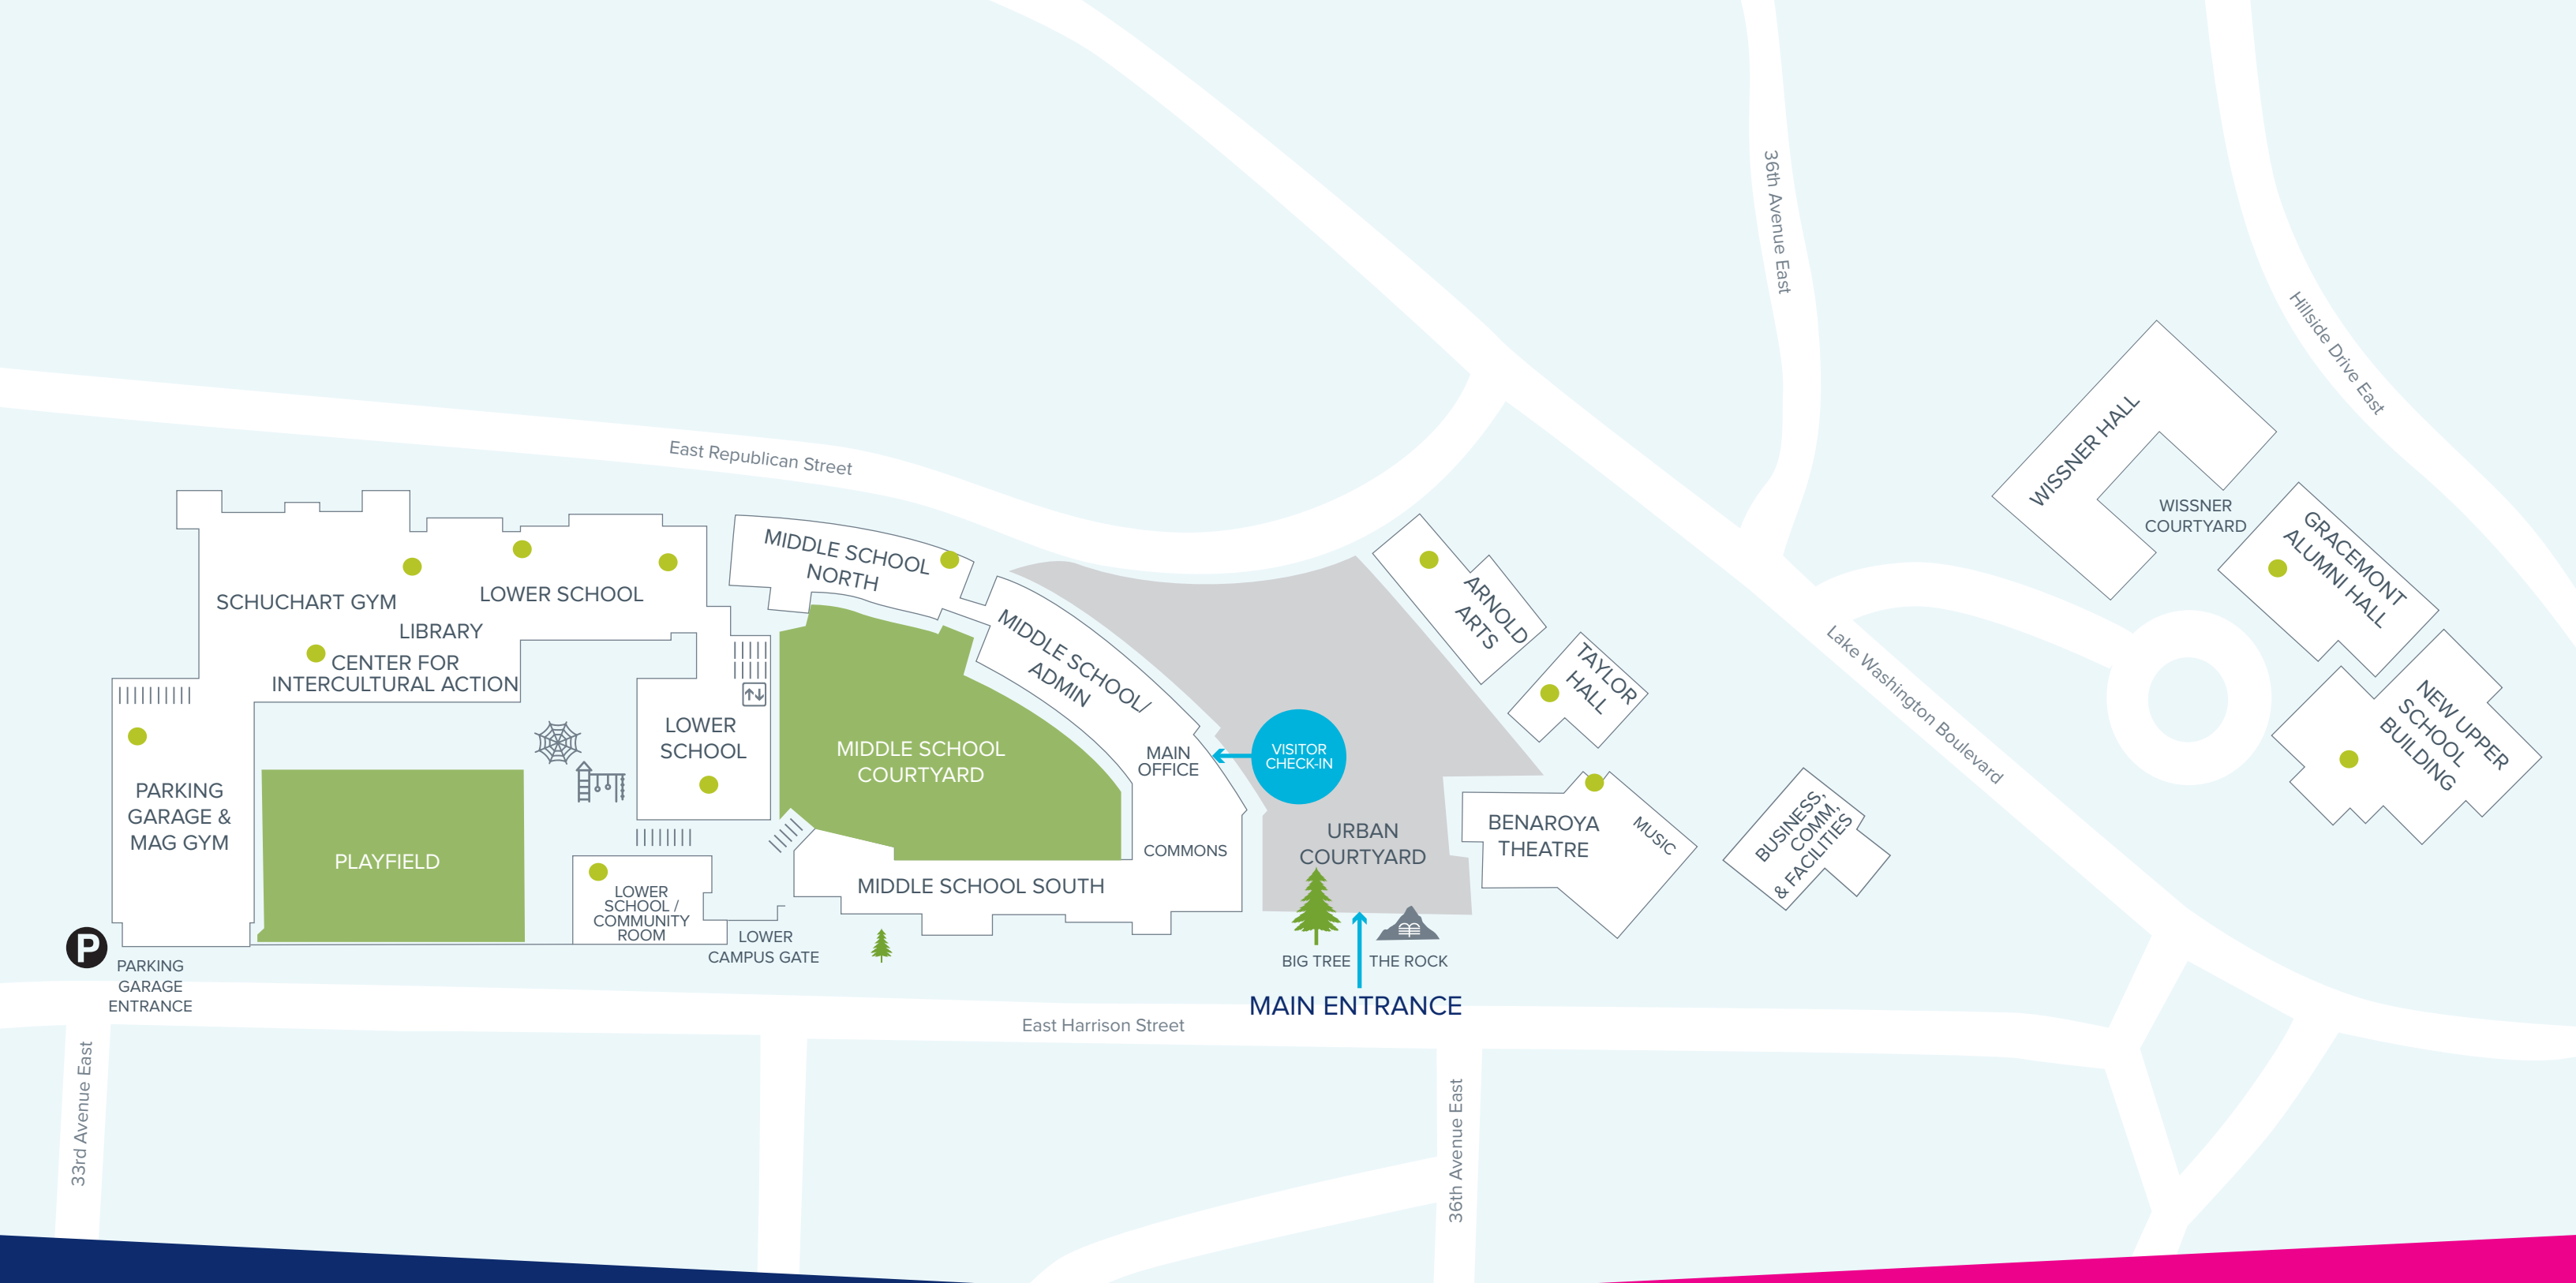 36th Avenue East
Hillside Drive East
East Republican Street
WISSNER HALL
WISSNER
COURTYARD
GRACEMONT
ALUMNI HALL
MIDDLE SCHOOL
NORTH
SCHUCHART GYM
LOWER SCHOOL
LIBRARY
CENTER FOR
INTERCULTURAL ACTION
MIDDLE SCHOOL/
ADMIN
ARNOLD
ARTS
TAYLOR
HALL
Lake Washington Boulevard
NEW UPPER
SCHOOL
BUILDING
LOWER
SCHOOL
MIDDLE SCHOOL
COURTYARD
MAIN
OFFICE
VISITOR
CHECK-IN
PARKING
GARAGE &
MAG GYM
PLAYFIELD
URBAN
COURTYARD
BENAROYA
THEATRE
MUSIC
BUSINESS,
COMM.
& FACILITIES
COMMONS
MIDDLE SCHOOL SOUTH
LOWER
SCHOOL /
COMMUNITY
ROOM
LOWER
CAMPUS GATE
P
PARKING
GARAGE
ENTRANCE
BIG TREE
THE ROCK
MAIN ENTRANCE
East Harrison Street
33rd Avenue East
36th Avenue East